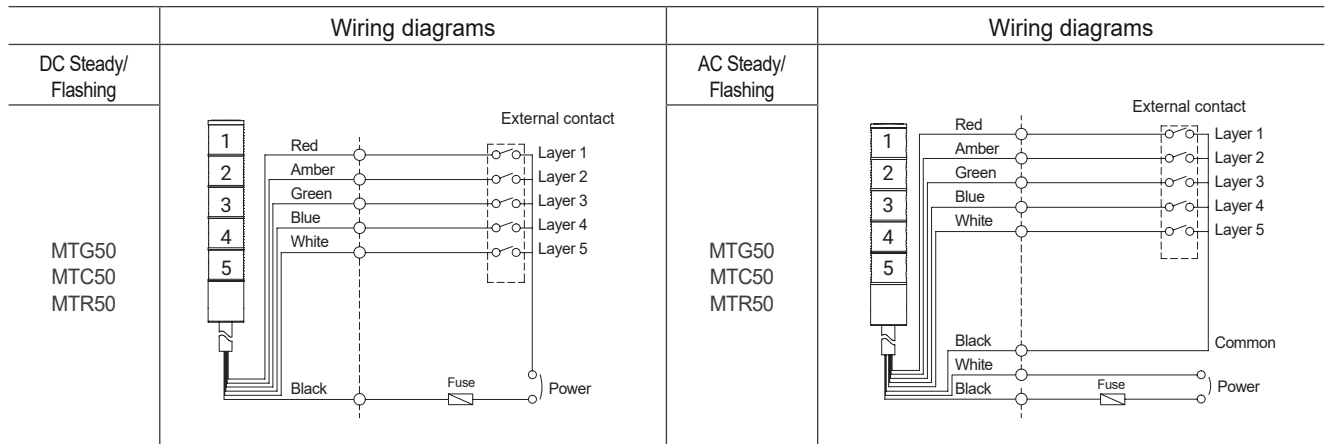 Wiring diagrams
Wiring diagrams
DC Steady/
Flashing
MTG50
MTC50
MTR50
1
2
3
4
5
Red
Amber
Green
Blue
White
Black
Fuse
External contact
Layer 1
Layer 2
Layer 3
Layer 4
Layer 5
Power
AC Steady/
Flashing
MTG50
MTC50
MTR50
1
2
3
4
5
Red
Amber
Green
Blue
White
Black
White
Black
Fuse
External contact
Layer 1
Layer 2
Layer 3
Layer 4
Layer 5
Common
Power